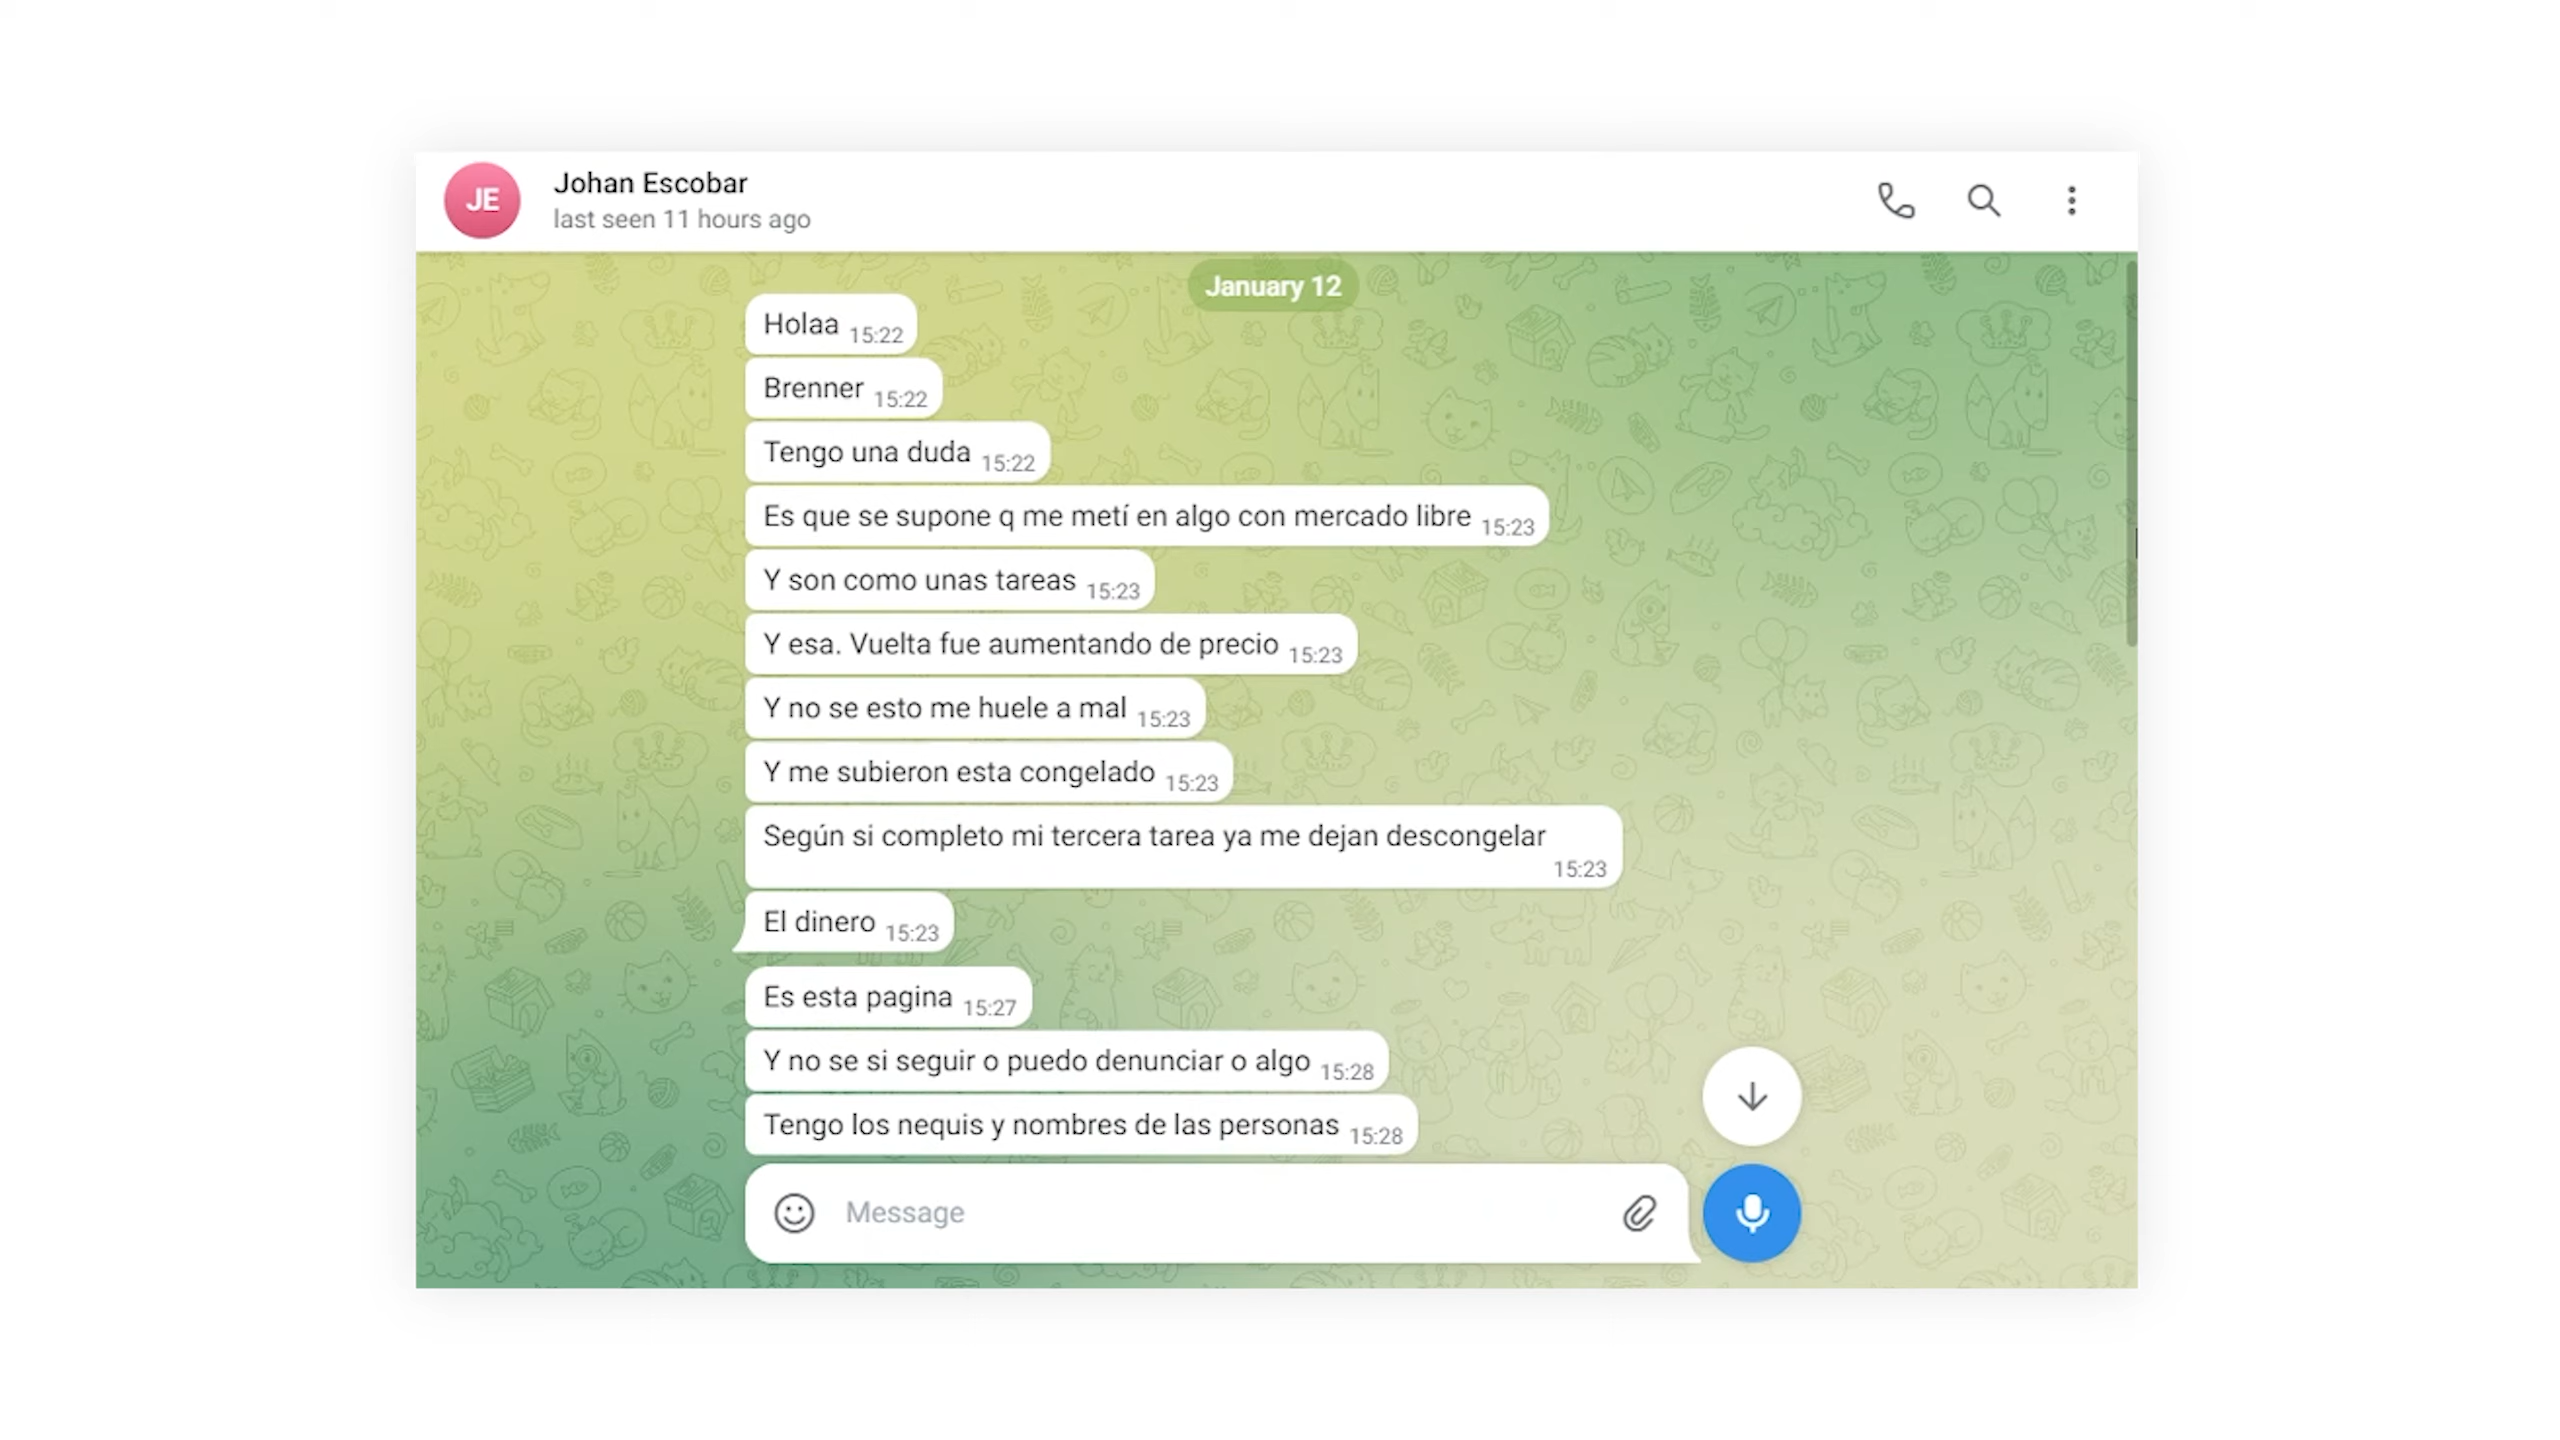 JE
Johan Escobar
last seen 11 hours ago
January 12
Holaa 15:22
Brenner 15:22
Tengo una duda 15:22
Es que se supone q me metí en algo con mercado libre 15:23
Y son como unas tareas 15:23
Y esa. Vuelta fue aumentando de precio 15:23
Y no se esto me huele a mal 15:23
Y me subieron esta congelado 15:23
Según si completo mi tercera tarea ya me dejan descongelar
15:23
El dinero 15:23
Es esta pagina 15:27
Y no se si seguir o puedo denunciar o algo 15:28
Tengo los nequis y nombres de las personas 15:28
Message